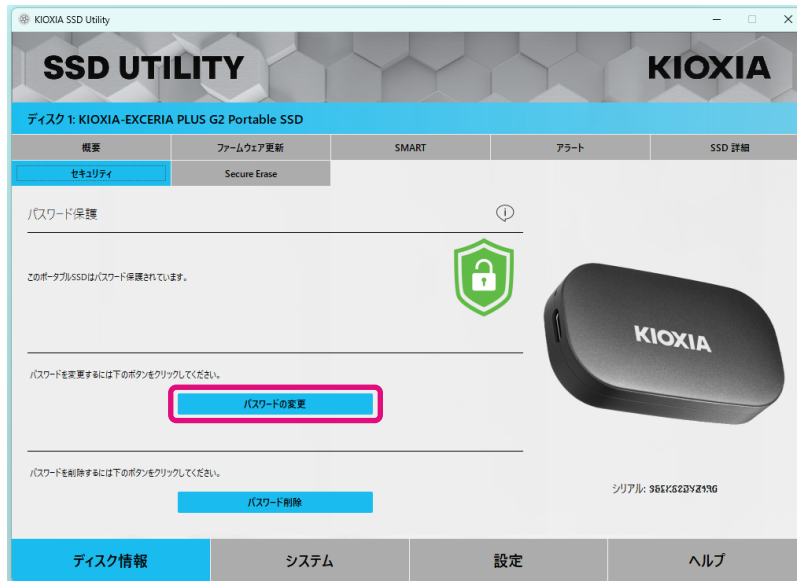 KIOXIA SSD Utility
SSD UTILITY
KIOXIA
ディスク 1: KIOXIA-EXCERIA PLUS G2 Portable SSD
概要 ファームウェア更新 SMART アラート SSD 詳細
セキュリティ Secure Erase
パスワード保護
このポータブルSSDはパスワード保護されています。
KIOXIA
パスワードを変更するには下のボタンをクリックしてください。
パスワードの変更
パスワードを削除するには下のボタンをクリックしてください。
シリアル:
パスワード削除
ディスク情報 システム 設定 ヘルプ